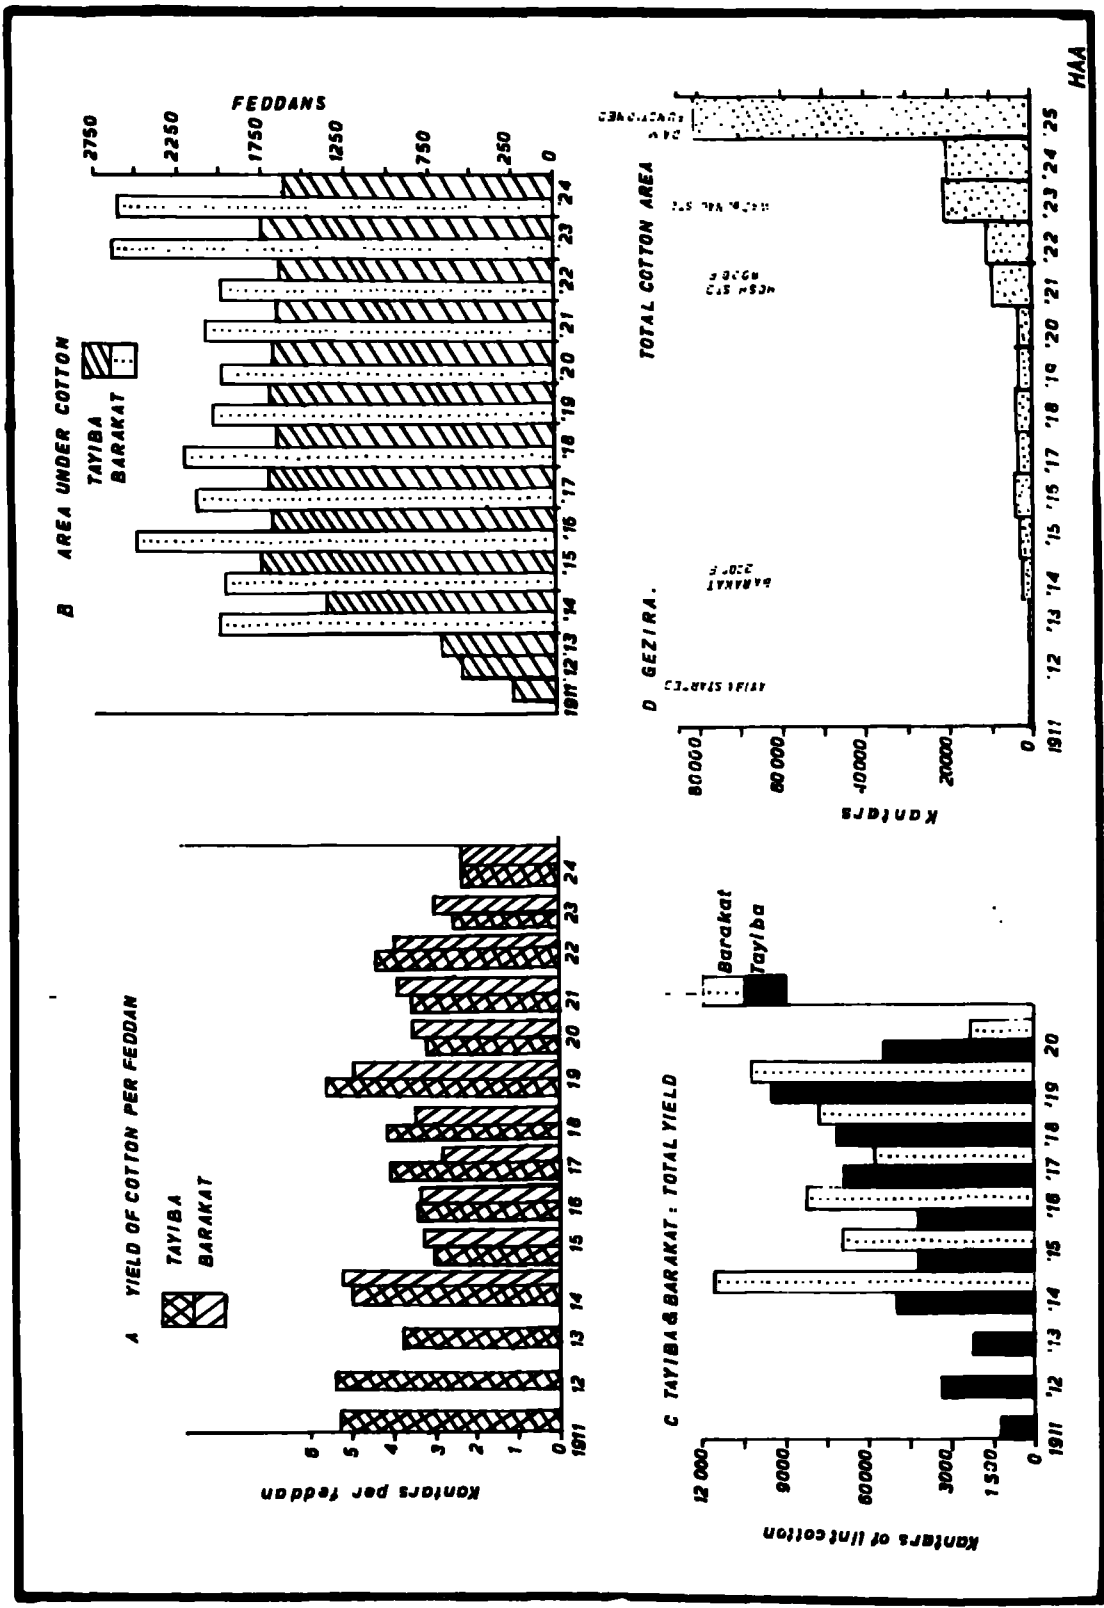 A YIELD OF COTTON PER FEDDAN
TAYIBA
BARAKAT
Kantars per feddan
6
5
4
3
2
1
1911 12 13 14 15 16 17 18 19 20 21 22 23 24
B AREA UNDER COTTON
TAYIBA
BARAKAT
FEDDANS
2750
2250
1750
1250
750
250
0
1911 '12 '13 '14 '15 '16 '17 '18 '19 '20 '21 '22 23 '24
C TAYIBA & BARAKAT : TOTAL YIELD
Barakat
Tayiba
Kantars of lint cotton
12 000
9000
60000
3000
1500
0
1911 '12 '13 '14 '15 '16 '17 '18 '19 20
D GEZIRA.
TOTAL COTTON AREA
Kantars
80000
60000
40000
20000
0
1911 '12 '13 '14 '15 '15 '17 '18 '19 '20 '21 '22 '23 '24 '25
BARAKAT
DAM
FUNCTIONED
HAA